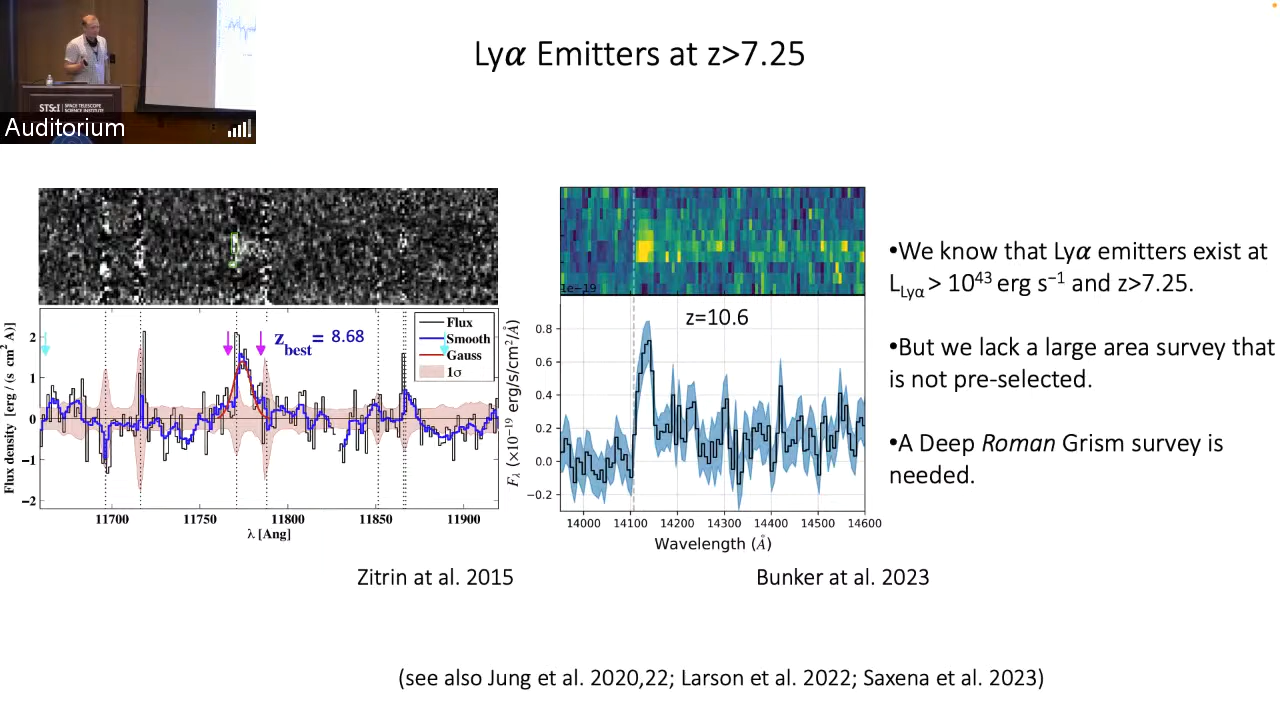 Lyα Emitters at z>7.25
STScI | SPACE TELESCOPE
SCIENCE INSTITUTE
Auditorium
Flux density [erg /(s cm² A)]
2
1
0
−1
−2
zbest= 8.68
Flux
Smooth
Gauss
1σ
11700
11750
11800
11850
11900
λ [Ang]
Zitrin at al. 2015
1e−19
z=10.6
Fλ (×10⁻¹⁹ erg/s/cm²/Å)
0.8
0.6
0.4
0.2
0.0
−0.2
14000
14100
14200
14300
14400
14500
14600
Wavelength (Å)
Bunker at al. 2023
•We know that Lyα emitters exist at
LLyα > 10⁴³ erg s⁻¹ and z>7.25.
•But we lack a large area survey that
is not pre-selected.
•A Deep Roman Grism survey is
needed.
(see also Jung et al. 2020,22; Larson et al. 2022; Saxena et al. 2023)